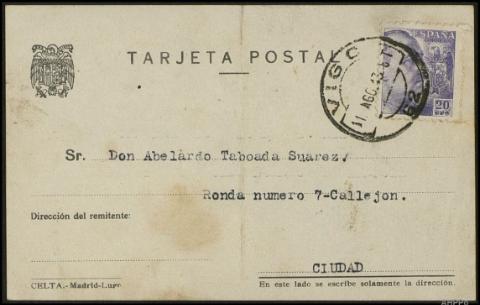 TARJETA POSTAL
ESPAÑA
20
VIGO
11 AGO
Sr. Don Abelardo Taboada Suarez.
Ronda numero 7-Callejon.
Dirección del remitente:
CIUDAD
CELTA.-Madrid-Lugo
En este lado se escribe solamente la dirección.
AHPPo